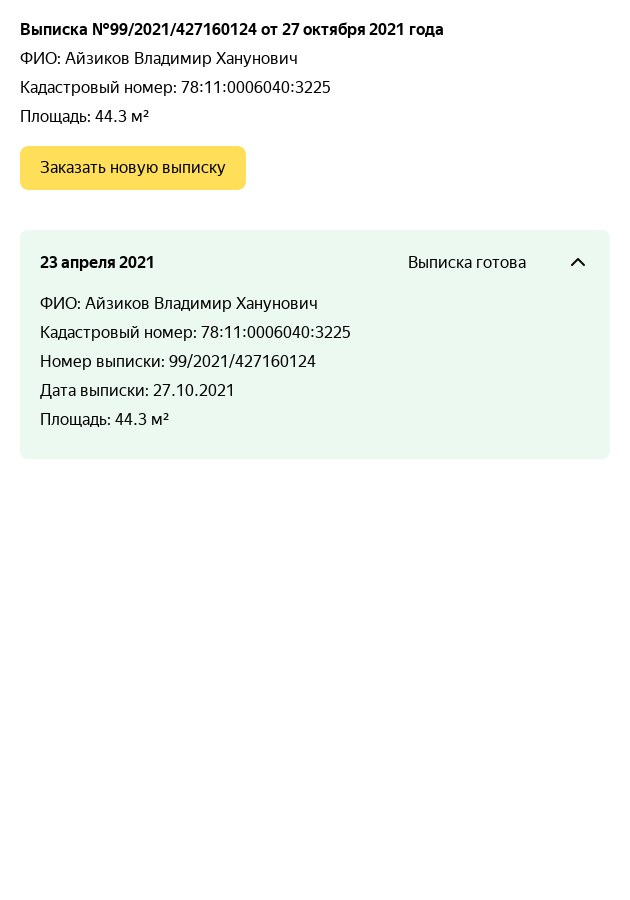 Выписка №99/2021/427160124 от 27 октября 2021 года
ФИО: Айзиков Владимир Ханунович
Кадастровый номер: 78:11:0006040:3225
Площадь: 44.3 м²
Заказать новую выписку
23 апреля 2021 Выписка готова
ФИО: Айзиков Владимир Ханунович
Кадастровый номер: 78:11:0006040:3225
Номер выписки: 99/2021/427160124
Дата выписки: 27.10.2021
Площадь: 44.3 м²